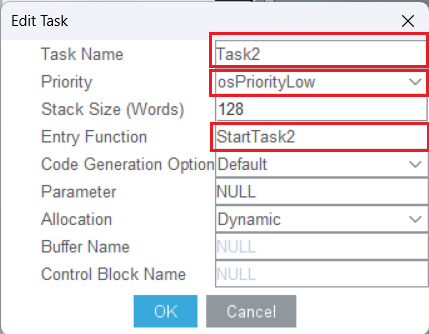 Edit Task
Task Name Task2
Priority osPriorityLow
Stack Size (Words) 128
Entry Function StartTask2
Code Generation Option Default
Parameter NULL
Allocation Dynamic
Buffer Name NULL
Control Block Name NULL
OK Cancel